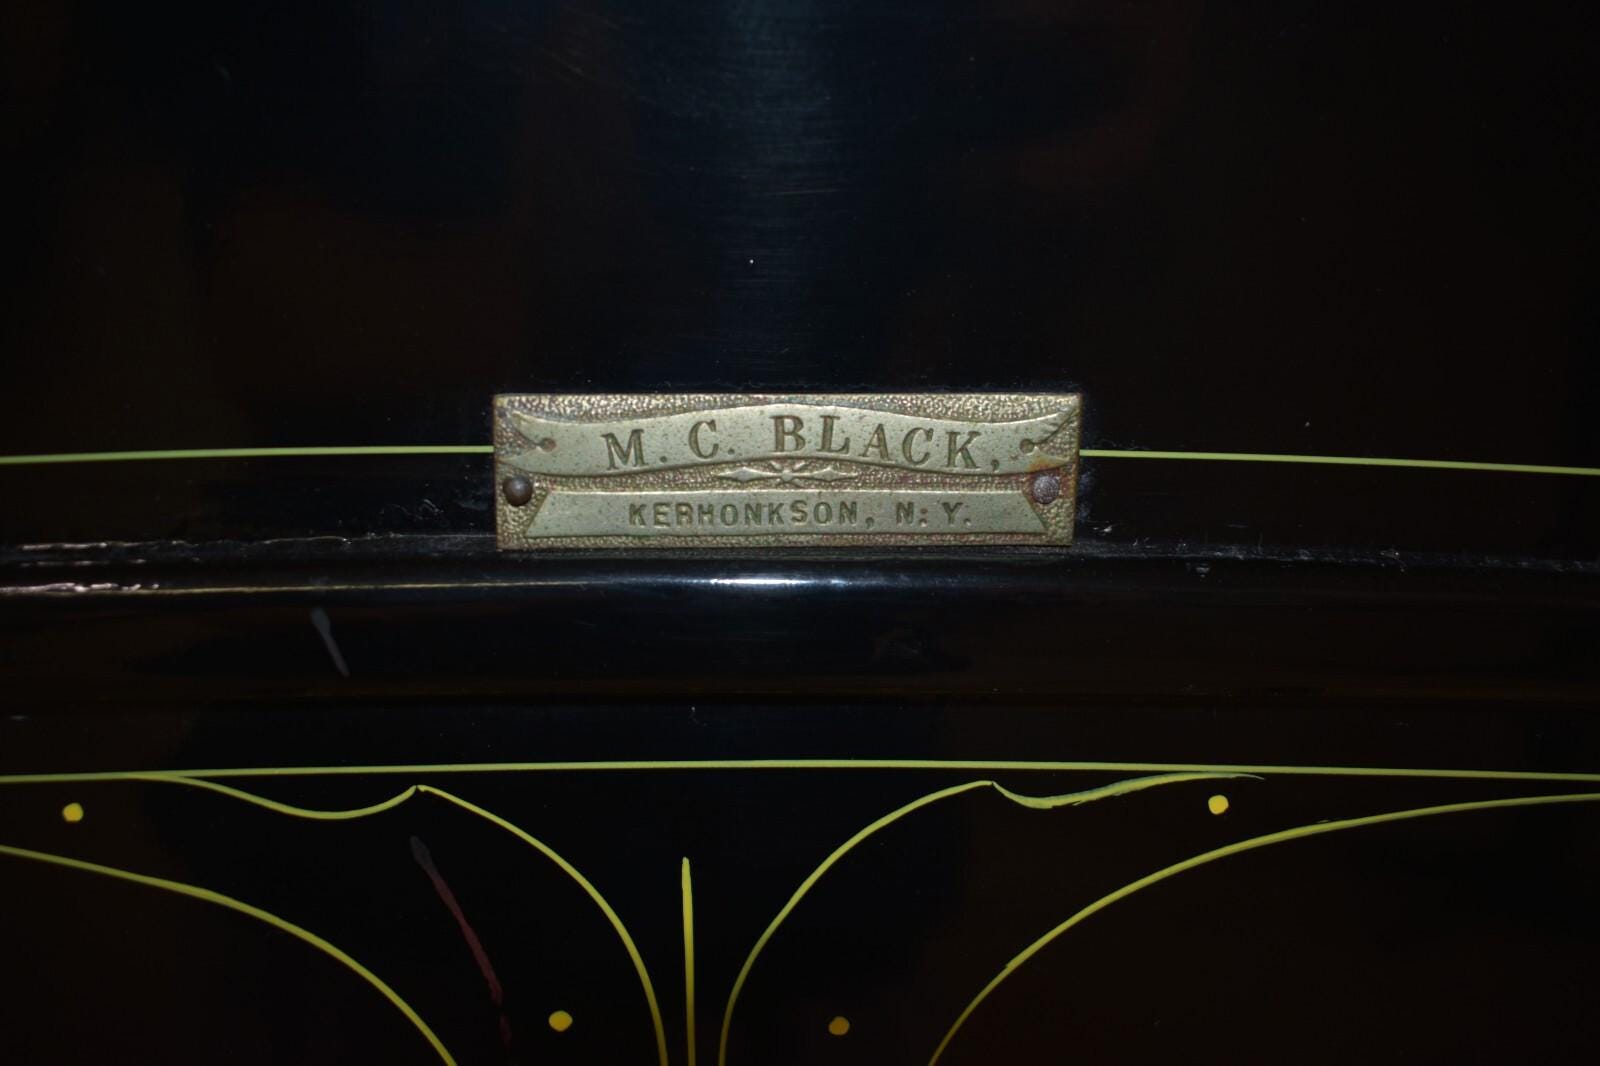 M. C. BLACK,
KERHONKSON, N. Y.